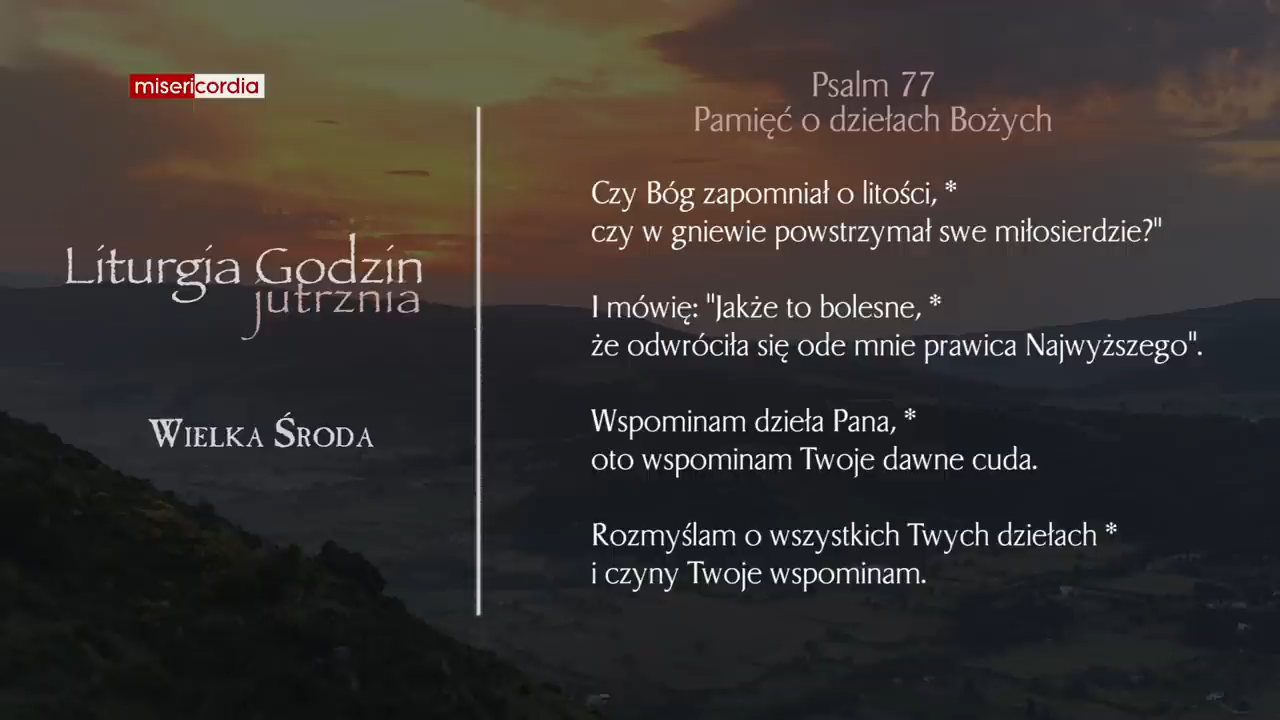 misericordia
Liturgia Godzin
jutrznia
Wielka Środa
Psalm 77
Pamięć o dziełach Bożych
Czy Bóg zapomniał o litości, *
czy w gniewie powstrzymał swe miłosierdzie?"
I mówię: "Jakże to bolesne, *
że odwróciła się ode mnie prawica Najwyższego".
Wspominam dzieła Pana, *
oto wspominam Twoje dawne cuda.
Rozmyślam o wszystkich Twych dziełach *
i czyny Twoje wspominam.